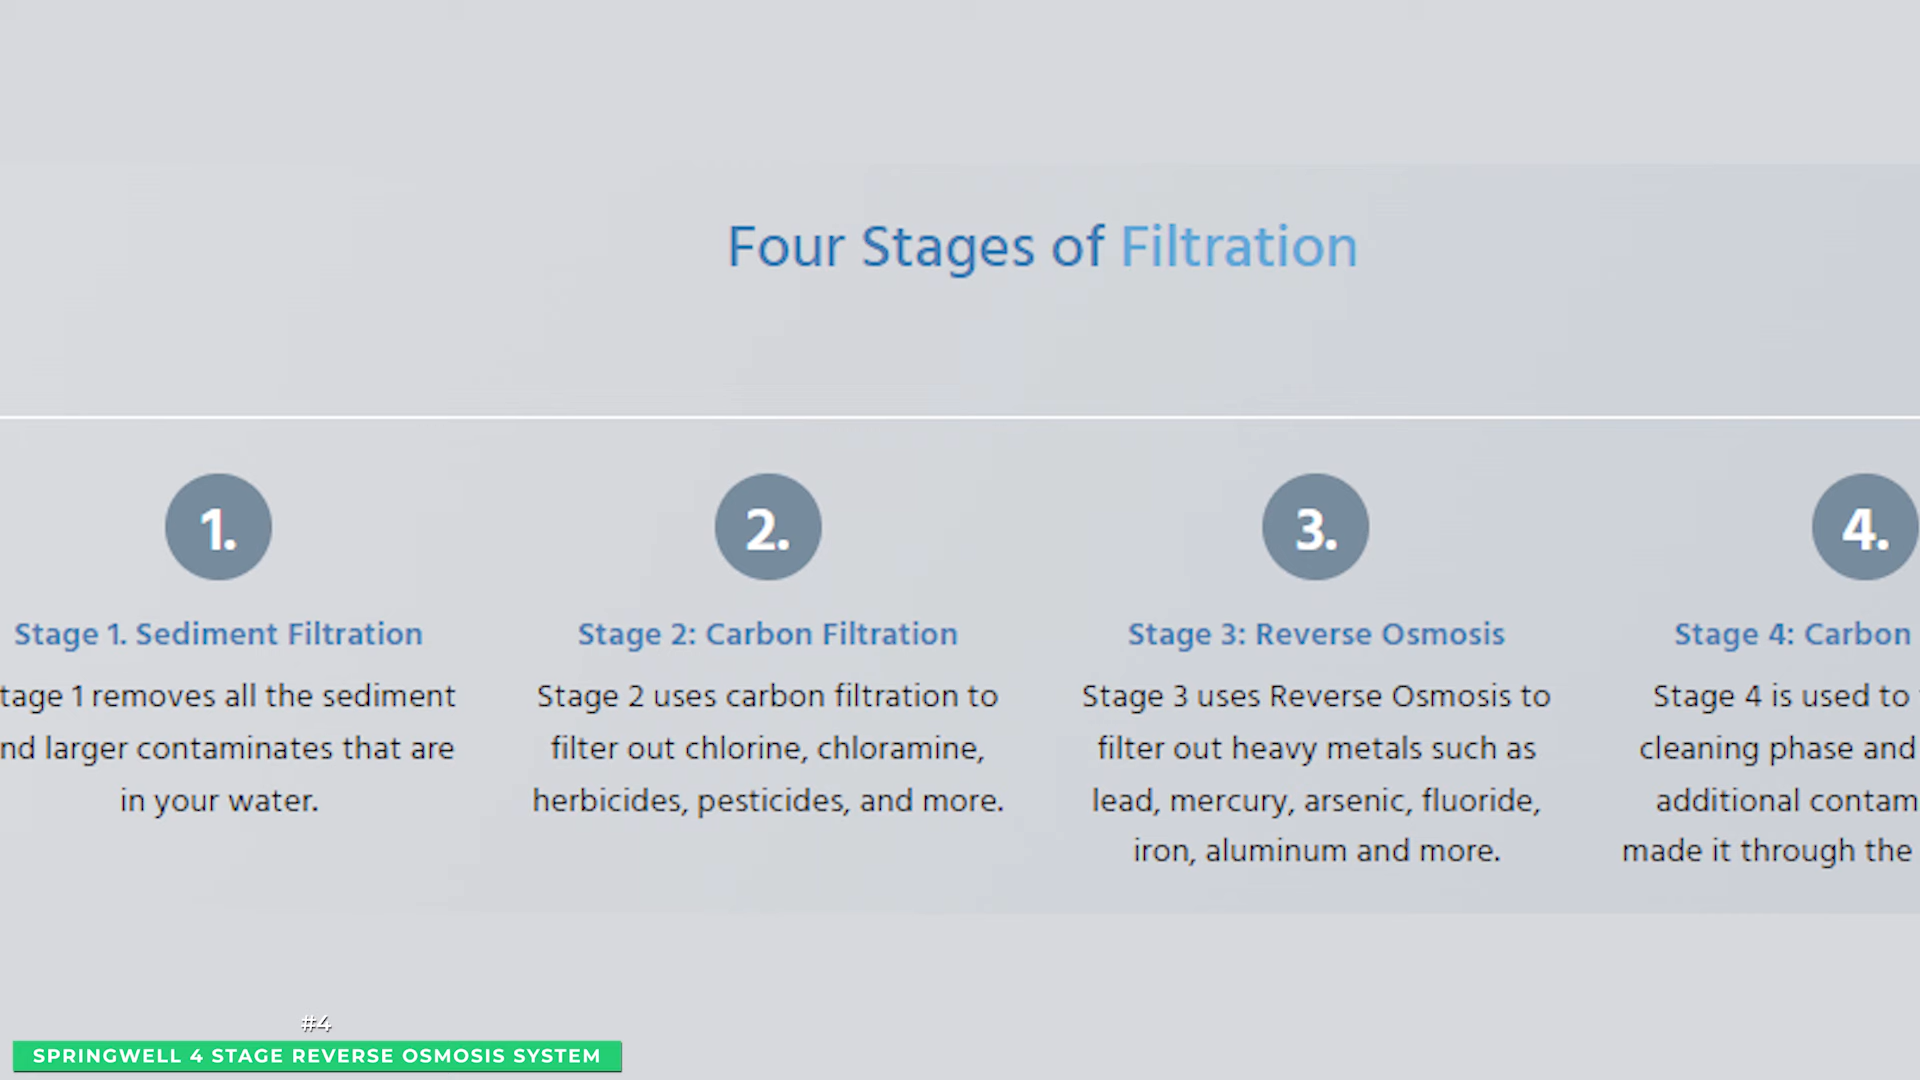 Four Stages of Filtration
1.
2.
3.
4.
Stage 1. Sediment Filtration
tage 1 removes all the sediment
nd larger contaminates that are
in your water.
Stage 2: Carbon Filtration
Stage 2 uses carbon filtration to
filter out chlorine, chloramine,
herbicides, pesticides, and more.
Stage 3: Reverse Osmosis
Stage 3 uses Reverse Osmosis to
filter out heavy metals such as
lead, mercury, arsenic, fluoride,
iron, aluminum and more.
Stage 4: Carbon
Stage 4 is used to
cleaning phase and
additional contam
made it through the
#4
SPRINGWELL 4 STAGE REVERSE OSMOSIS SYSTEM